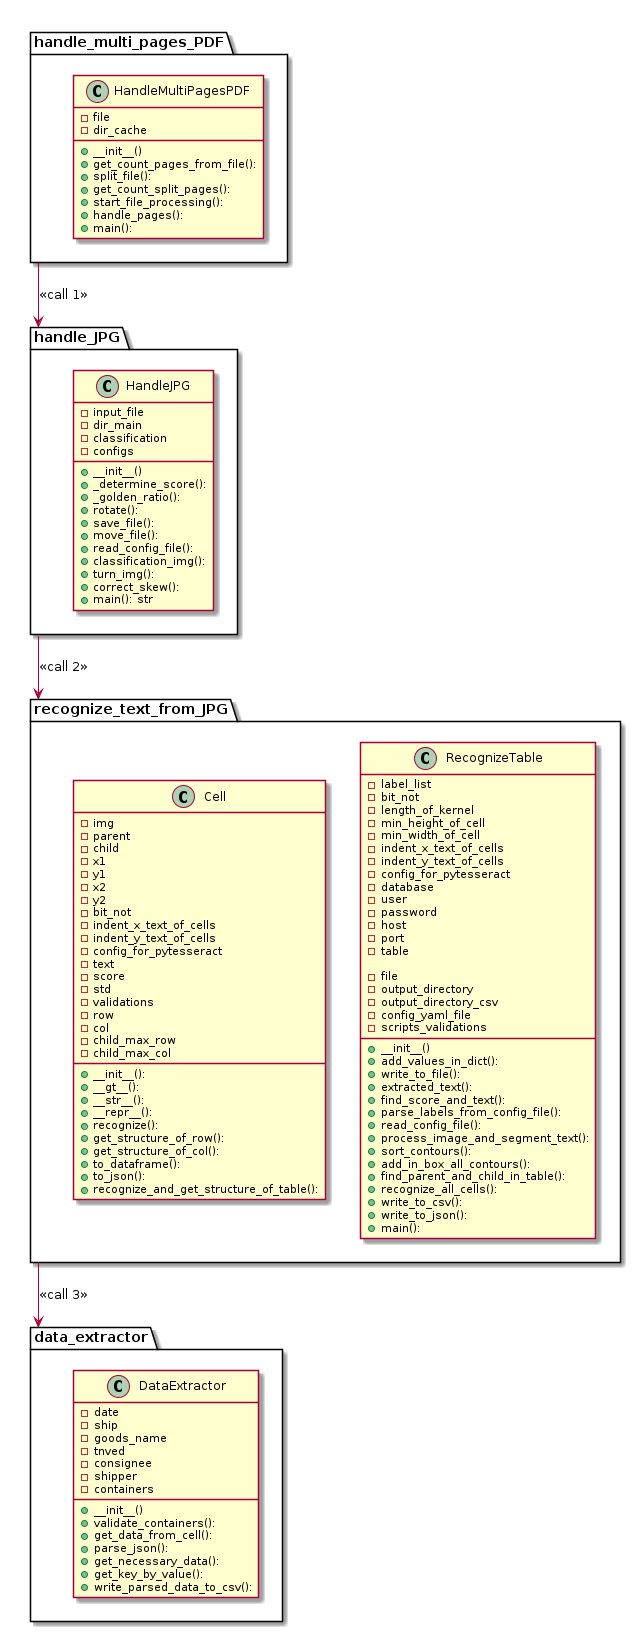 handle_multi_pages_PDF
C HandleMultiPagesPDF
file
dir_cache
__init__()
get_count_pages_from_file():
split_file():
get_count_split_pages():
start_file_processing():
handle_pages():
main():
«call 1»
handle_JPG
C HandleJPG
input_file
dir_main
classification
configs
__init__()
_determine_score():
_golden_ratio():
rotate():
save_file():
move_file():
read_config_file():
classification_img():
turn_img():
correct_skew():
main(): str
«call 2»
recognize_text_from_JPG
C Cell
img
parent
child
x1
y1
x2
y2
bit_not
indent_x_text_of_cells
indent_y_text_of_cells
config_for_pytesseract
text
score
std
validations
row
col
child_max_row
child_max_col
__init__():
__gt__():
__str__():
__repr__():
recognize():
get_structure_of_row():
get_structure_of_col():
to_dataframe():
to_json():
recognize_and_get_structure_of_table():
C RecognizeTable
label_list
bit_not
length_of_kernel
min_height_of_cell
min_width_of_cell
indent_x_text_of_cells
indent_y_text_of_cells
config_for_pytesseract
database
user
password
host
port
table
file
output_directory
output_directory_csv
config_yaml_file
scripts_validations
__init__()
add_values_in_dict():
write_to_file():
extracted_text():
find_score_and_text():
parse_labels_from_config_file():
read_config_file():
process_image_and_segment_text():
sort_contours():
add_in_box_all_contours():
find_parent_and_child_in_table():
recognize_all_cells():
write_to_csv():
write_to_json():
main():
«call 3»
data_extractor
C DataExtractor
date
ship
goods_name
tnved
consignee
shipper
containers
__init__()
validate_containers():
get_data_from_cell():
parse_json():
get_necessary_data():
get_key_by_value():
write_parsed_data_to_csv():